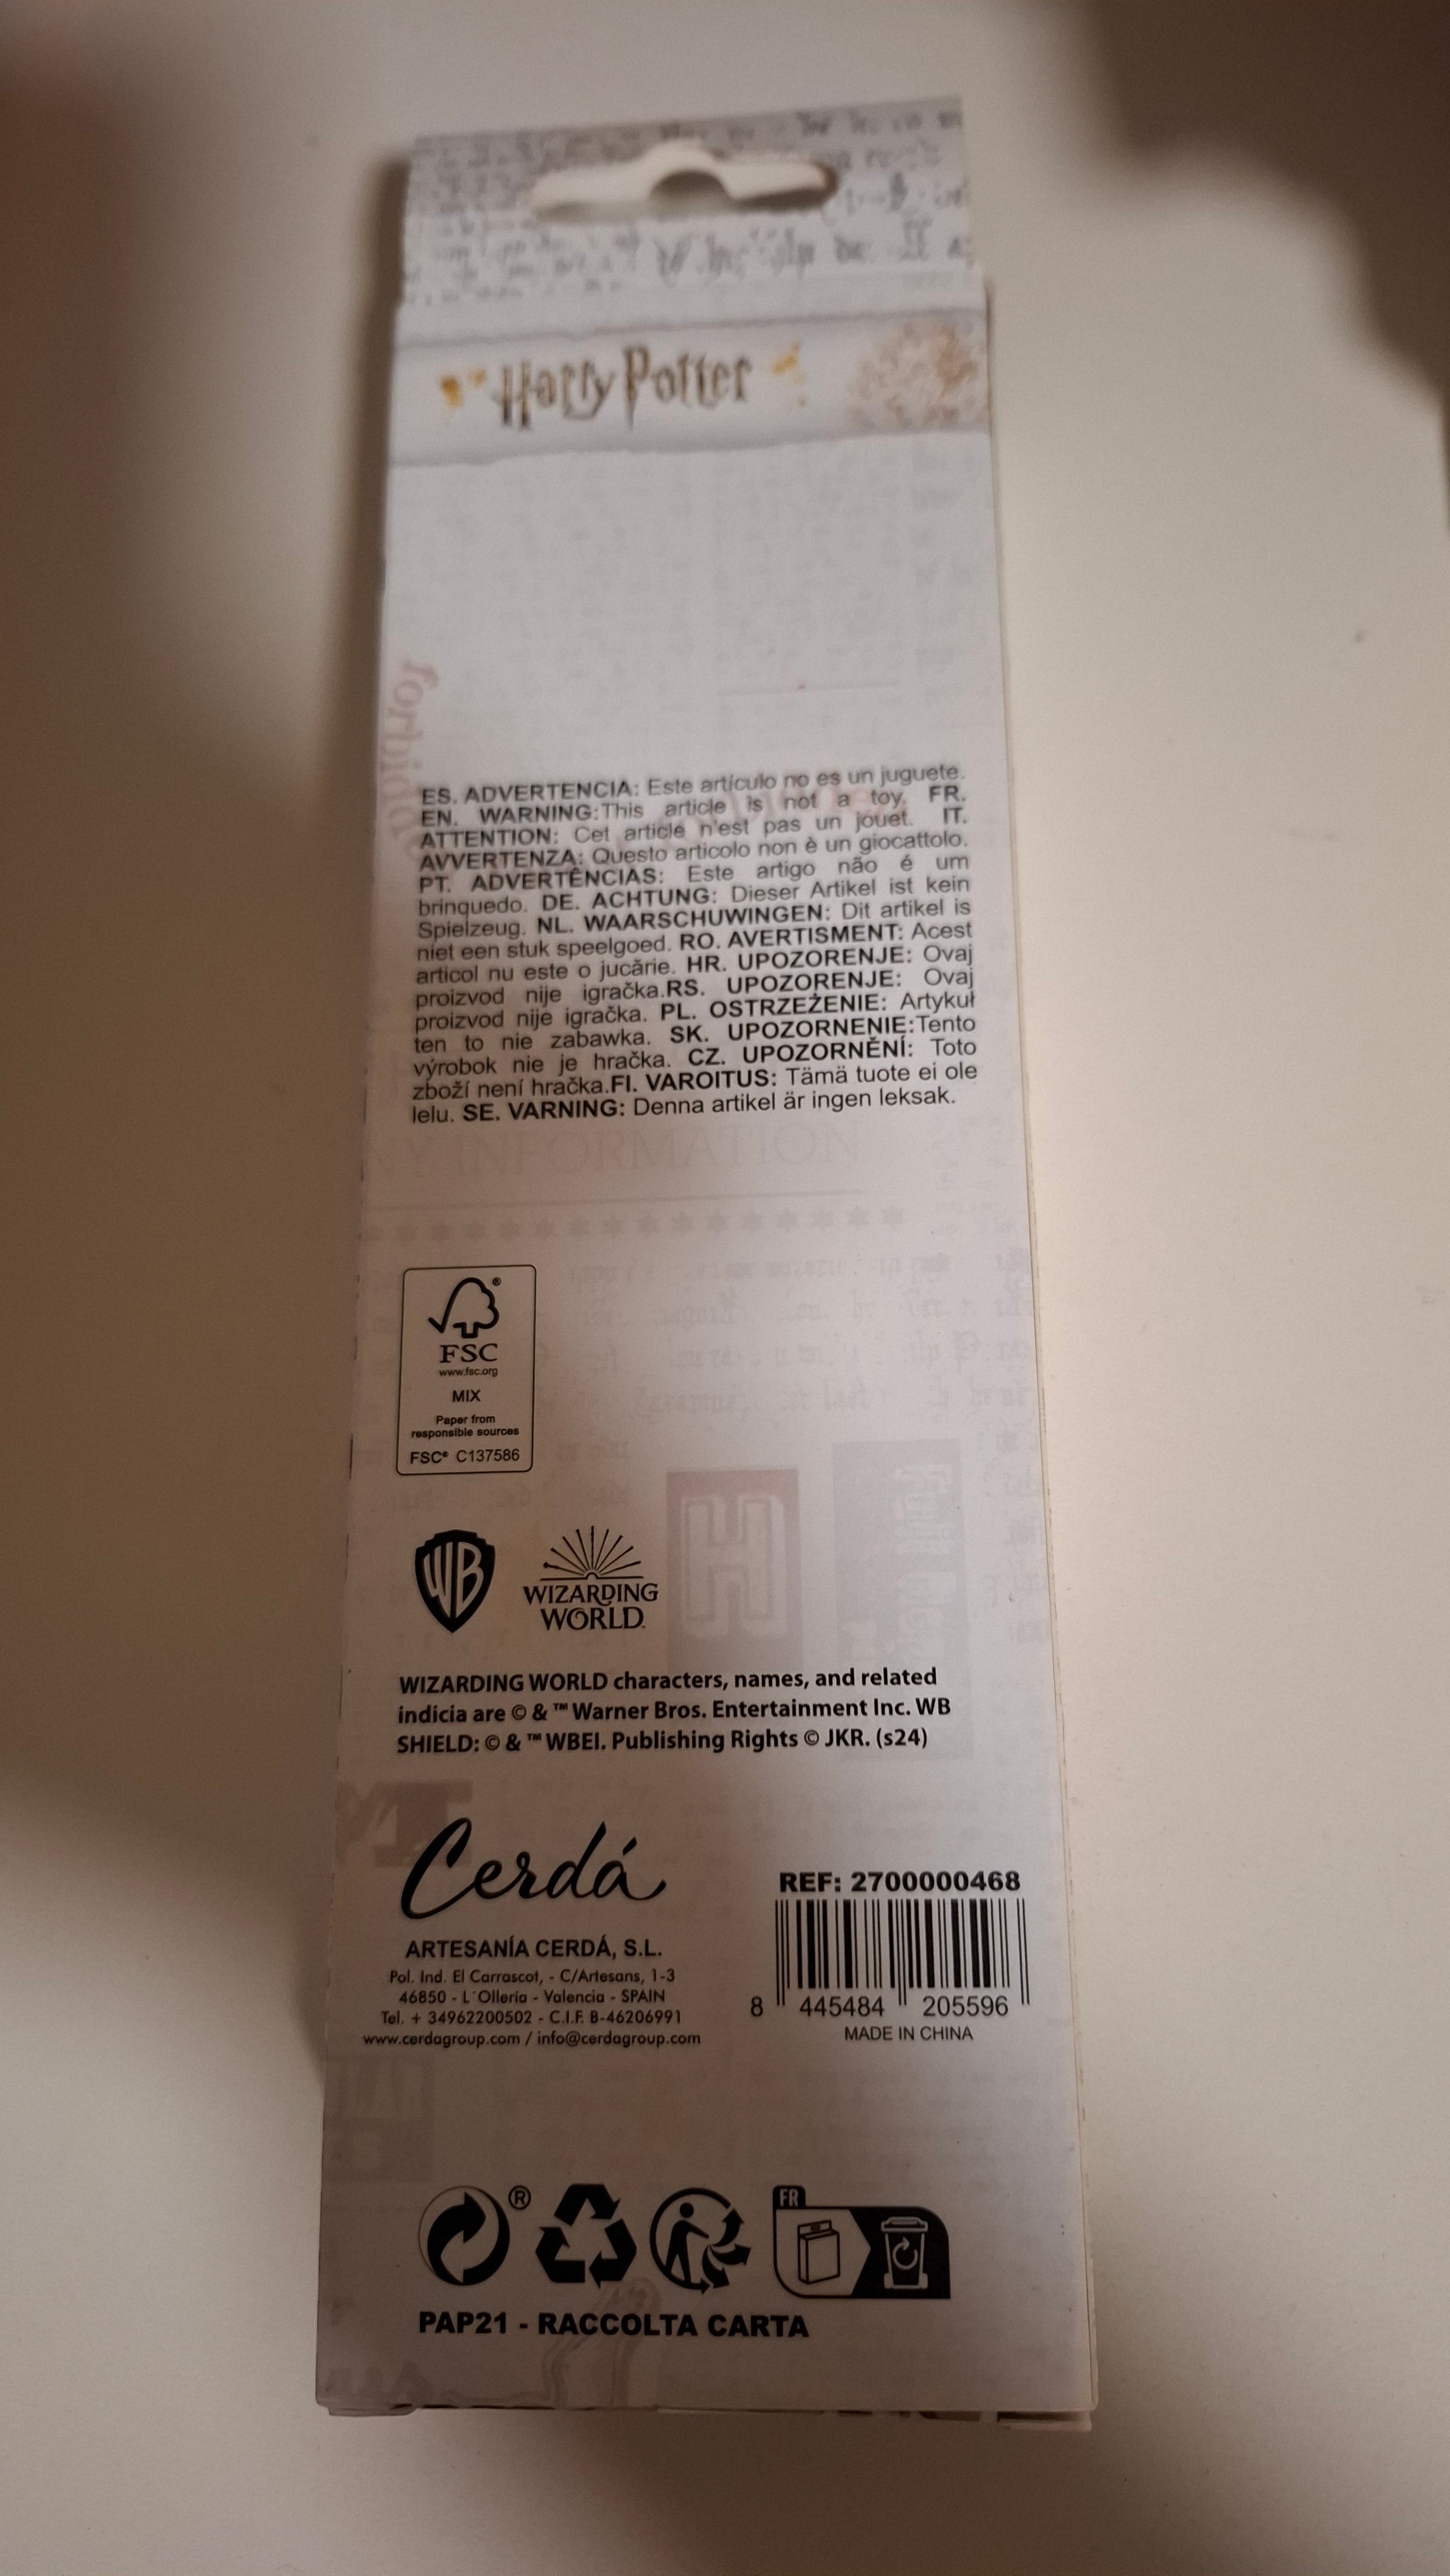 Harry Potter
ES. ADVERTENCIA: Este artículo no es un juguete.
EN. WARNING:This article is not a toy. FR.
ATTENTION: Cet article n'est pas un jouet. IT.
AVVERTENZA: Questo articolo non è un giocattolo.
PT. ADVERTÊNCIAS: Este artigo não é um
brinquedo. DE. ACHTUNG: Dieser Artikel ist kein
Spielzeug. NL. WAARSCHUWINGEN: Dit artikel is
niet een stuk speelgoed. RO. AVERTISMENT: Acest
articol nu este o jucărie. HR. UPOZORENJE: Ovaj
proizvod nije igračka.RS. UPOZORENJE: Ovaj
proizvod nije igračka. PL. OSTRZEŻENIE: Artykuł
ten to nie zabawka. SK. UPOZORNENIE:Tento
výrobok nie je hračka. CZ. UPOZORNĚNÍ: Toto
zboží není hračka.FI. VAROITUS: Tämä tuote ei ole
lelu. SE. VARNING: Denna artikel är ingen leksak.
INFORMATION
FSC
www.fsc.org
MIX
Paper from
responsible sources
FSC® C137586
H
WB
WIZARDING
WORLD
WIZARDING WORLD characters, names, and related
indicia are © & ™ Warner Bros. Entertainment Inc. WB
SHIELD: © & ™ WBEI. Publishing Rights © JKR. (s24)
Cerdá
ARTESANÍA CERDÁ, S.L.
Pol. Ind. El Carrascot, - C/Artesans, 1-3
46850 - L´Ollería - Valencia - SPAIN
Tel. + 34962200502 - C.I.F. B-46206991
www.cerdagroup.com / info@cerdagroup.com
REF: 2700000468
8 445484 205596
MADE IN CHINA
FR
PAP21 - RACCOLTA CARTA